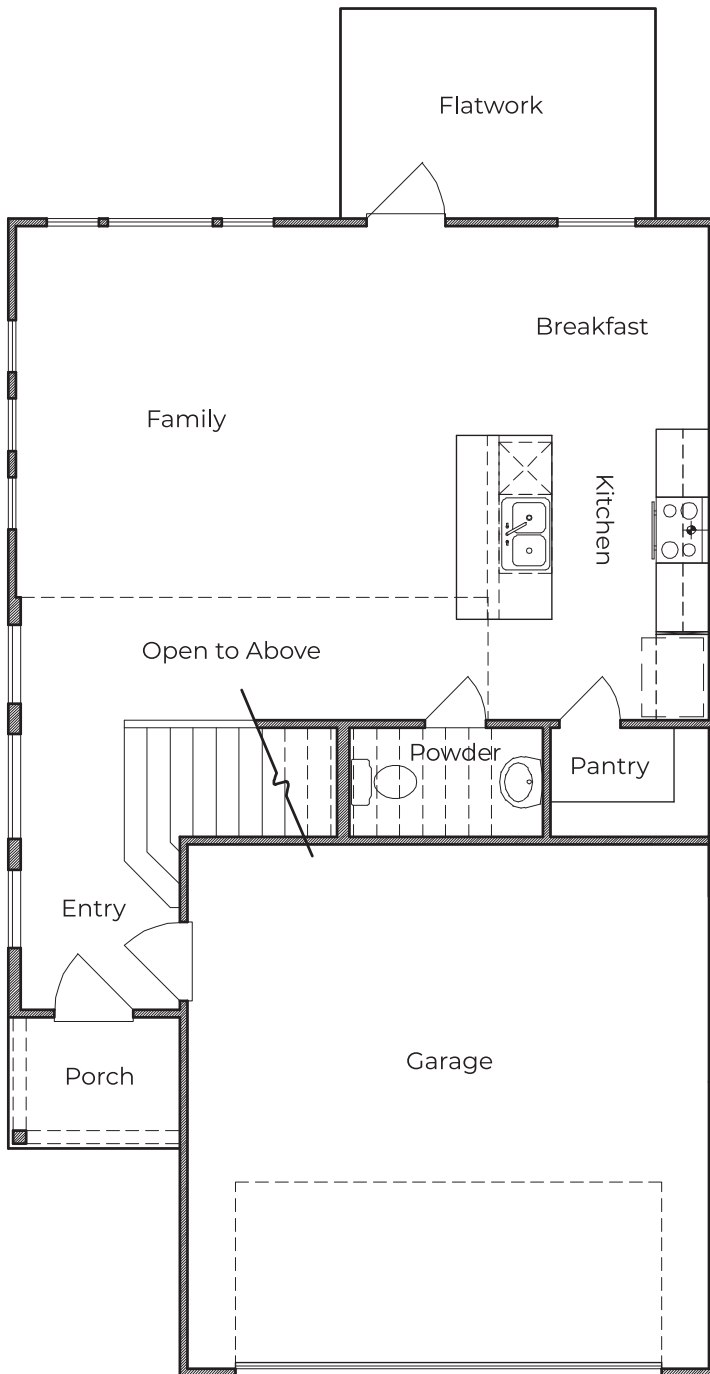 Flatwork
Breakfast
Family
Kitchen
Open to Above
Powder
Pantry
Entry
Garage
Porch